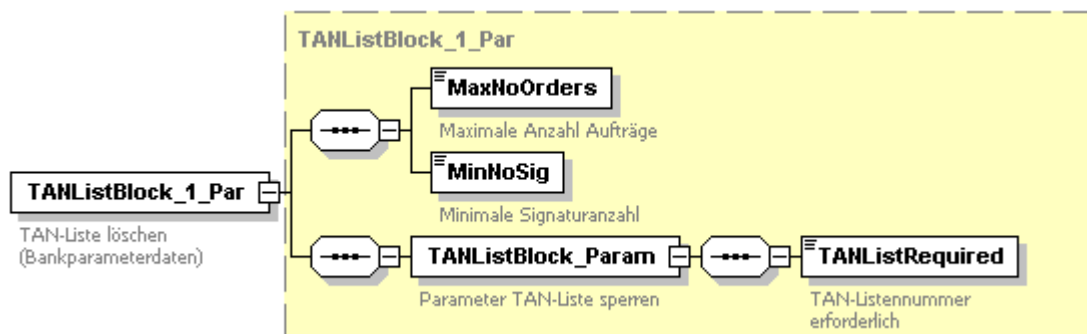 TANListBlock_1_Par
MaxNoOrders
Maximale Anzahl Aufträge
MinNoSig
Minimale Signaturanzahl
TANListBlock_1_Par
TAN-Liste löschen
(Bankparameterdaten)
TANListBlock_Param
Parameter TAN-Liste sperren
TANListRequired
TAN-Listennummer
erforderlich